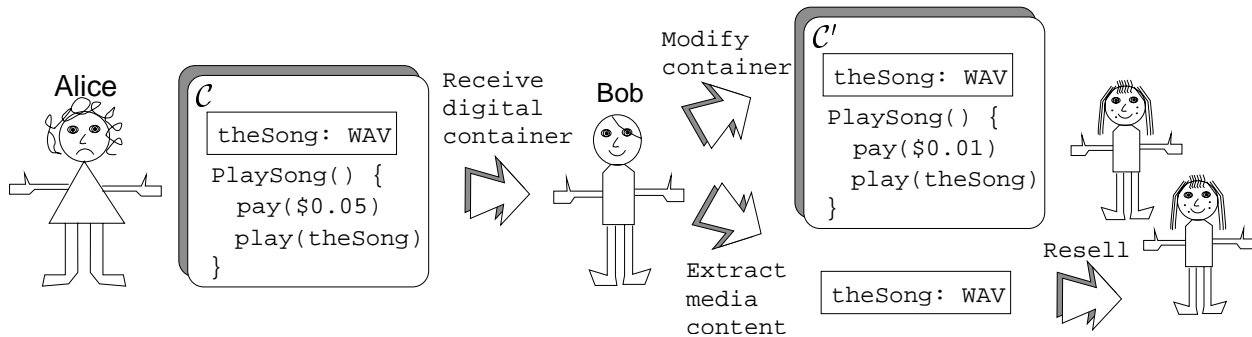 Alice
C
theSong: WAV
PlaySong() {
pay($0.05)
play(theSong)
}
Receive
digital
container
Bob
Modify
container
C'
theSong: WAV
PlaySong() {
pay($0.01)
play(theSong)
}
Extract
media
content
theSong: WAV
Resell